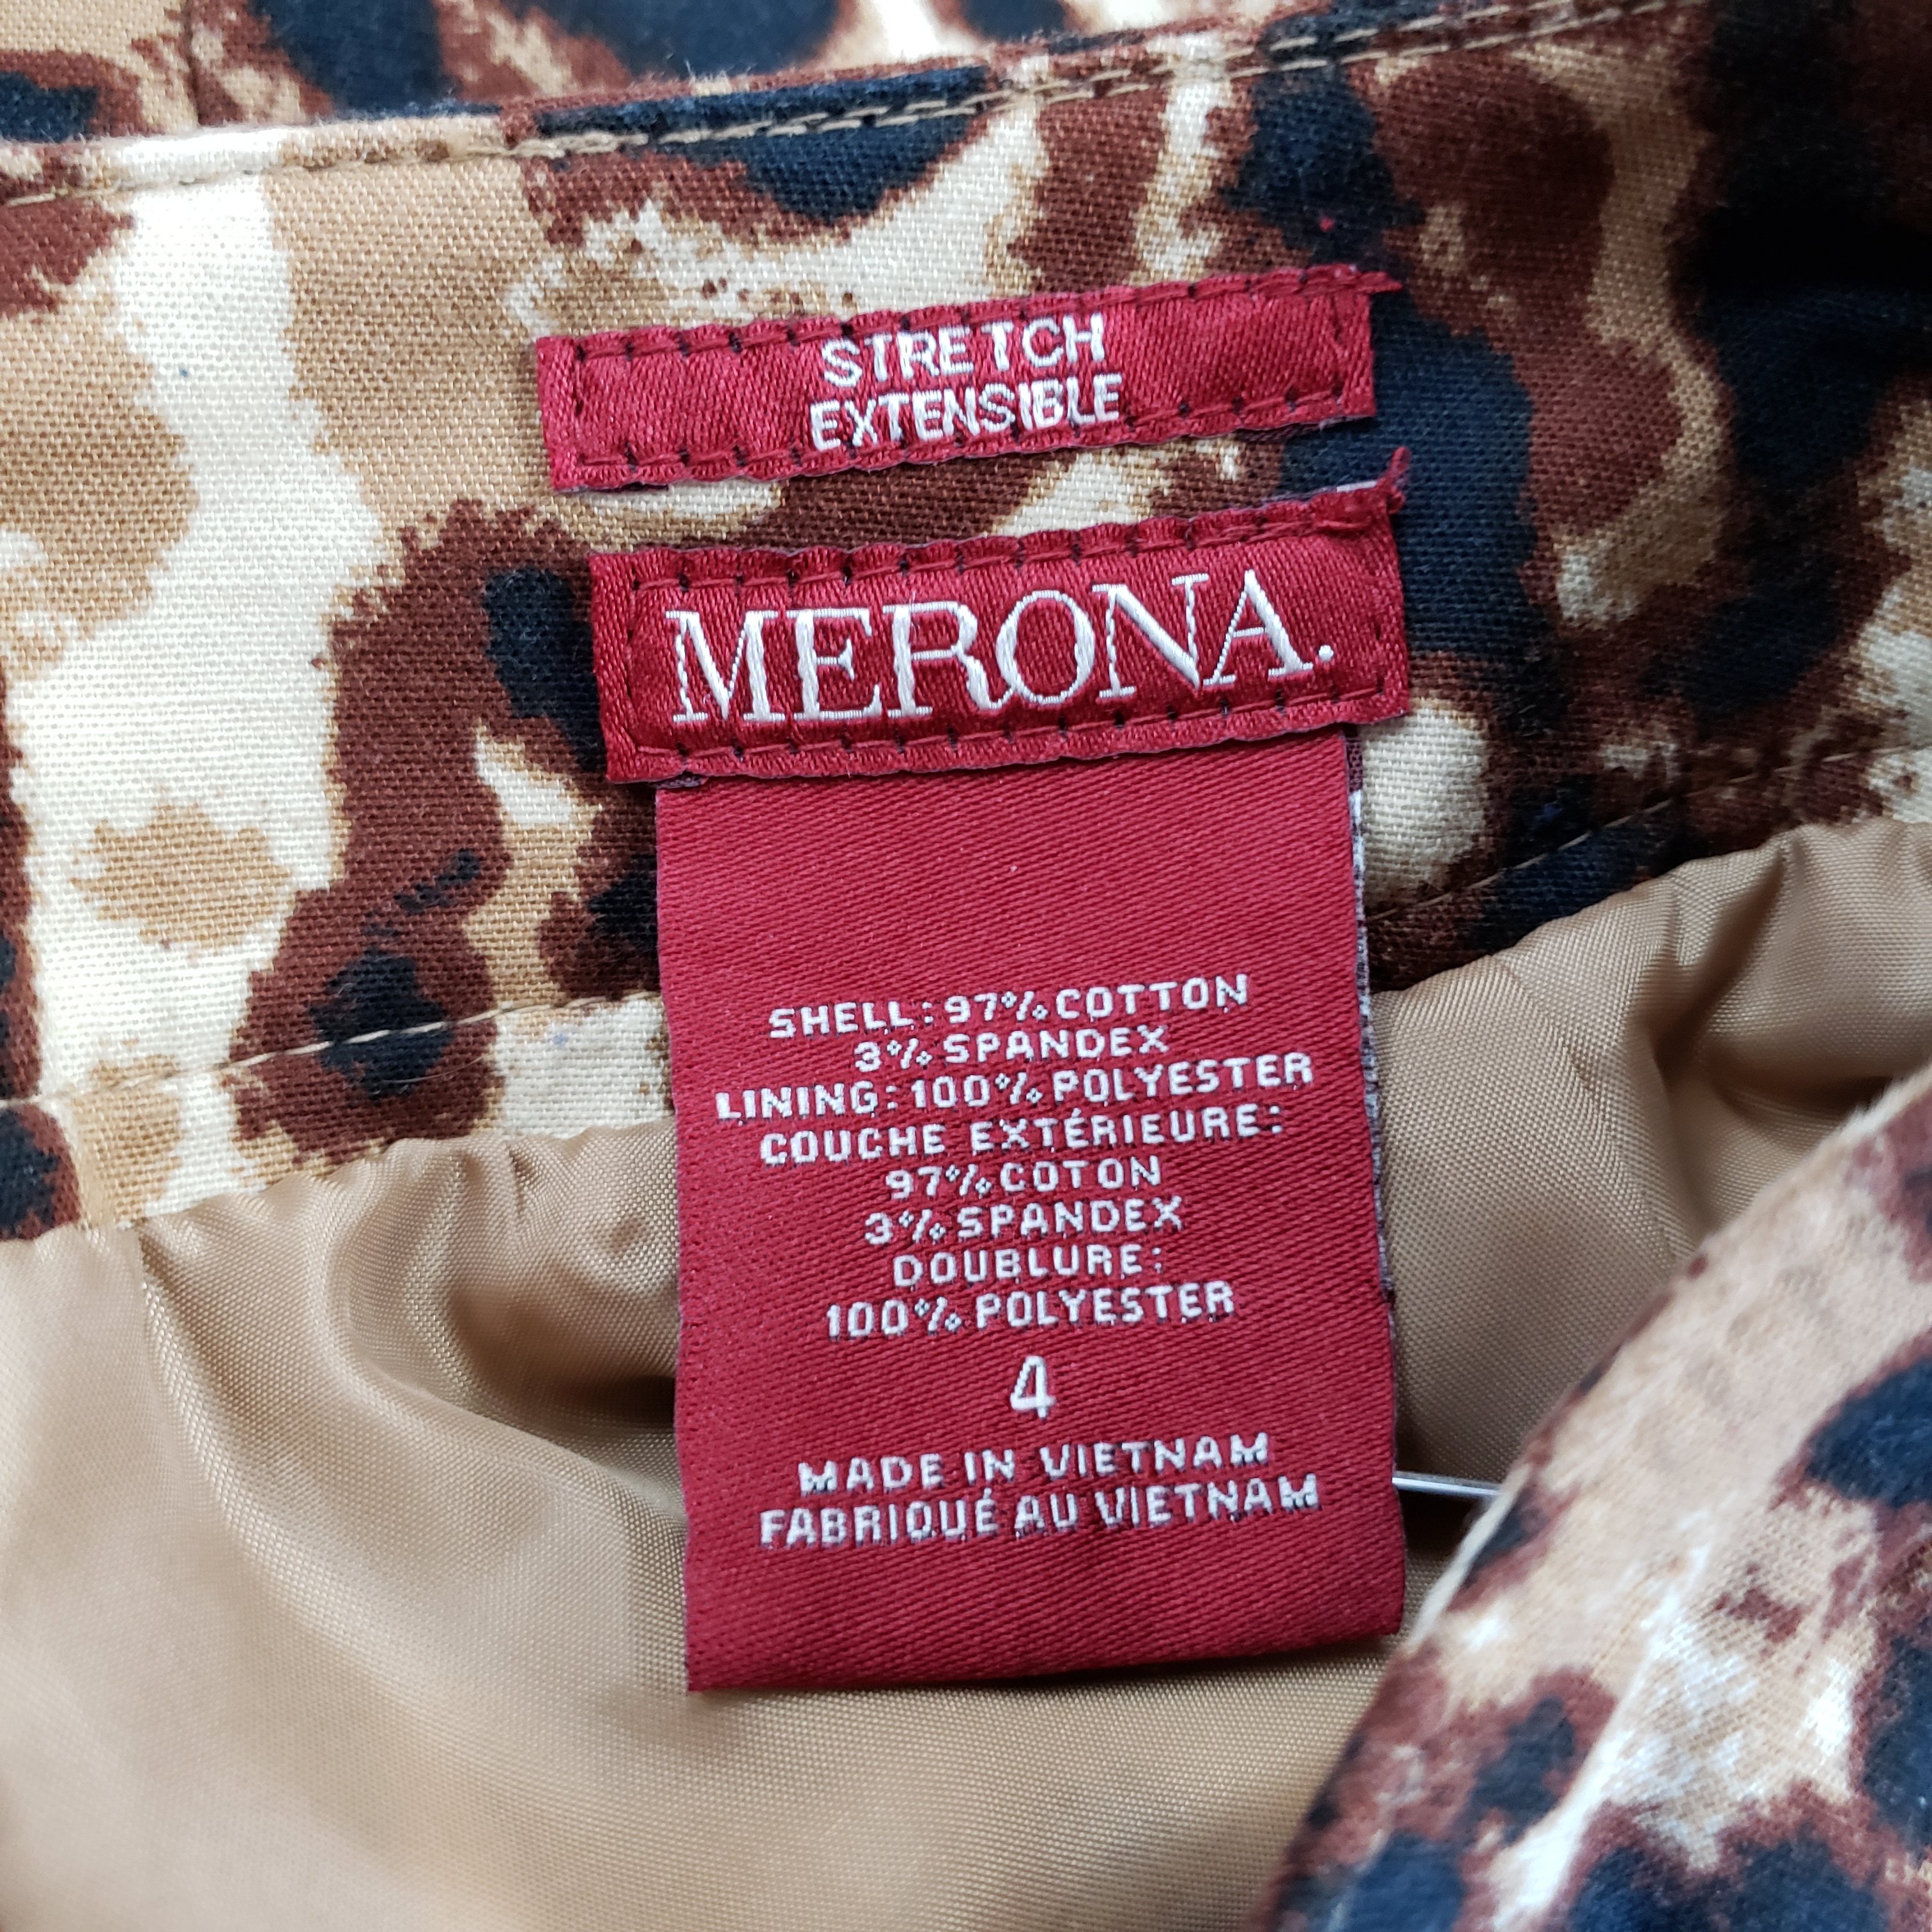 STRETCH
EXTENSIBLE
MERONA.
SHELL: 97% COTTON
3% SPANDEX
LINING: 100% POLYESTER
COUCHE EXTÉRIEURE:
97% COTON
3% SPANDEX
DOUBLURE:
100% POLYESTER
4
MADE IN VIETNAM
FABRIQUÉ AU VIETNAM